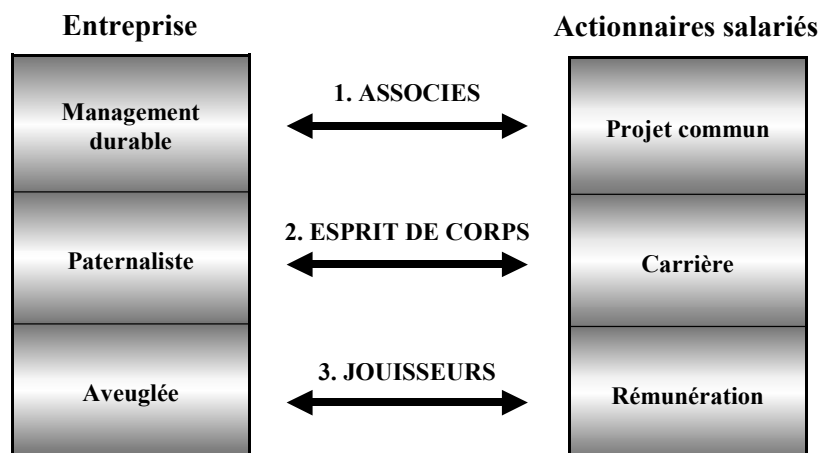 Entreprise
Actionnaires salariés
1. ASSOCIES
Management
durable
Projet commun
2. ESPRIT DE CORPS
Paternaliste
Carrière
3. JOUISSEURS
Aveuglée
Rémunération